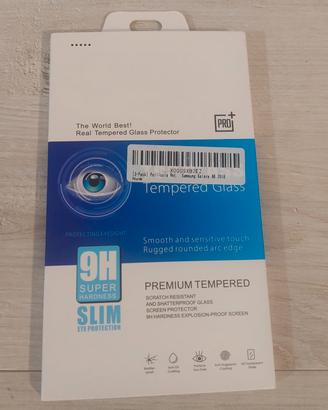 PRO+
The World Best!
Real Tempered Glass Protector
Tempered Glass
PROTECTING EYESIGHT
Smooth and sensitive touch
Rugged rounded arc edge
9H
SUPER
HARDNESS
SLIM
EYE PROTECTION
PREMIUM TEMPERED
SCRATCH RESISTANT
AND SHATTERPROOF GLASS
SCREEN PROTECTOR
9H HARDNESS EXPLOSION-PROOF SCREEN